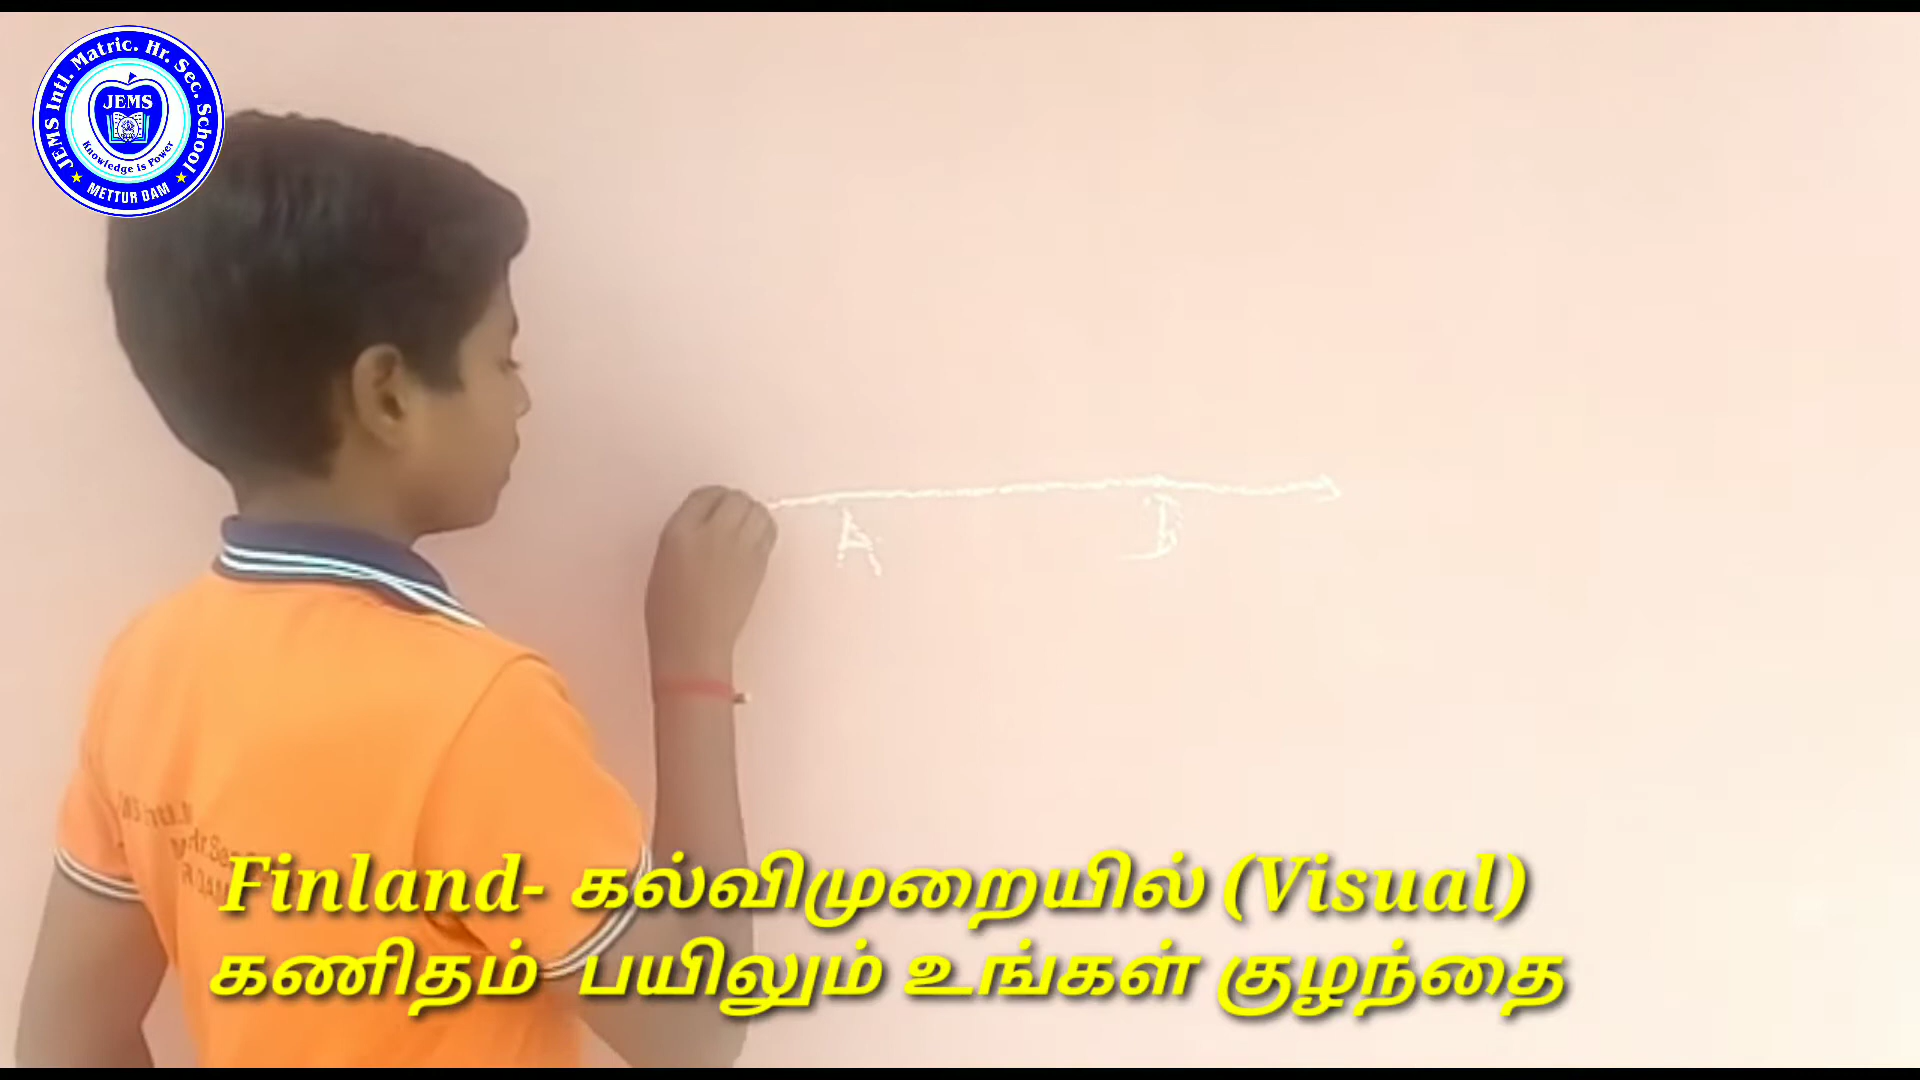 JEMS Intl. Matric. Hr. Sec. School
JEMS
Knowledge is Power
METTUR DAM
A
B
Finland- கல்விமுறையில் (Visual)
கணிதம் பயிலும் உங்கள் குழந்தை